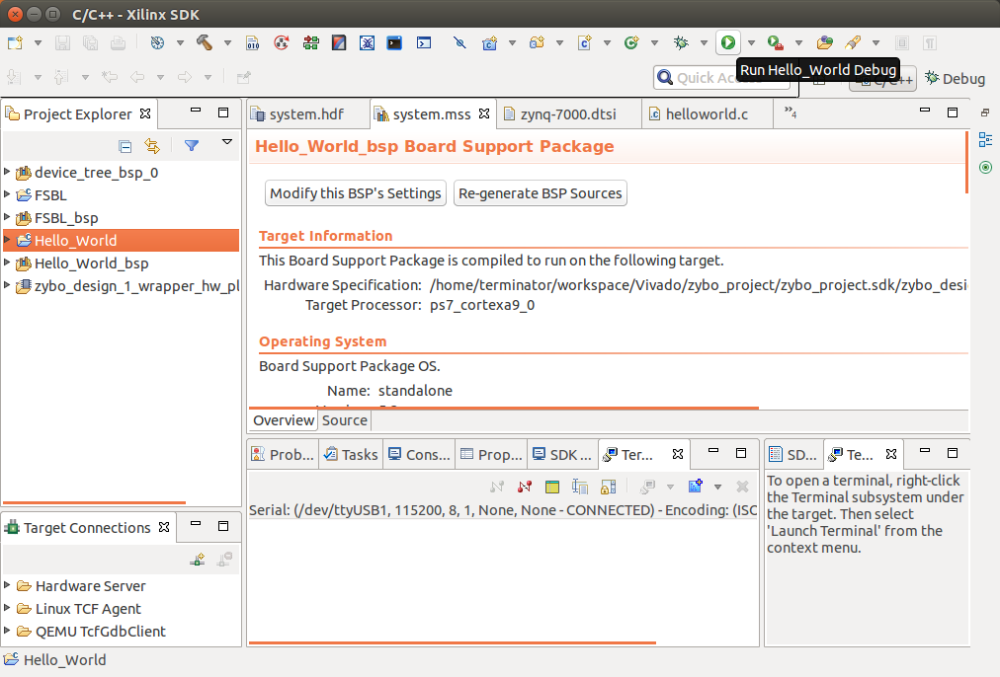 C/C++ - Xilinx SDK
Quick Acc
Run Hello_World Debug
C/C++
Debug
Project Explorer
system.hdf
system.mss
zynq-7000.dtsi
helloworld.c
»4
Hello_World_bsp Board Support Package
Modify this BSP's Settings
Re-generate BSP Sources
device_tree_bsp_0
FSBL
FSBL_bsp
Hello_World
Hello_World_bsp
zybo_design_1_wrapper_hw_pl
Target Information
This Board Support Package is compiled to run on the following target.
Hardware Specification: /home/terminator/workspace/Vivado/zybo_project/zybo_project.sdk/zybo_desi
Target Processor: ps7_cortexa9_0
Operating System
Board Support Package OS.
Name: standalone
Overview
Source
Prob...
Tasks
Cons...
Prop...
SDK ...
Ter...
SD...
Te...
Serial: (/dev/ttyUSB1, 115200, 8, 1, None, None - CONNECTED) - Encoding: (ISO
To open a terminal, right-click
the Terminal subsystem under
the target. Then select
'Launch Terminal' from the
context menu.
Target Connections
Hardware Server
Linux TCF Agent
QEMU TcfGdbClient
Hello_World